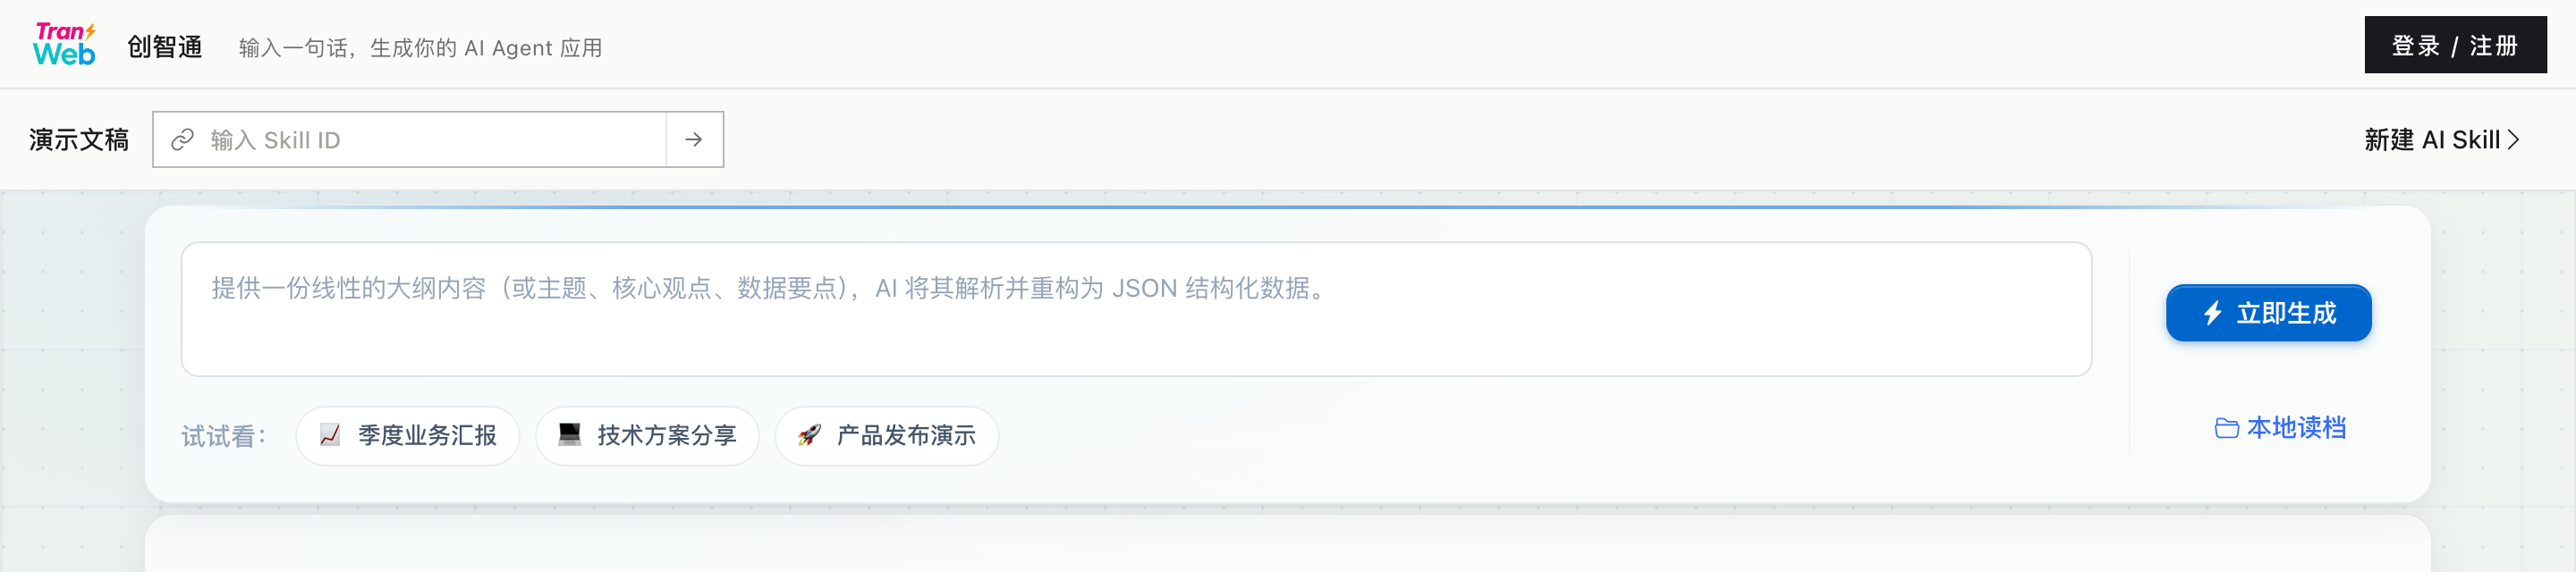 Tran Web 创智通 输入一句话，生成你的 AI Agent 应用 登录 / 注册
演示文稿 输入 Skill ID 新建 AI Skill
提供一份线性的大纲内容（或主题、核心观点、数据要点），AI 将其解析并重构为 JSON 结构化数据。
立即生成
试试看： 季度业务汇报 技术方案分享 产品发布演示
本地读档